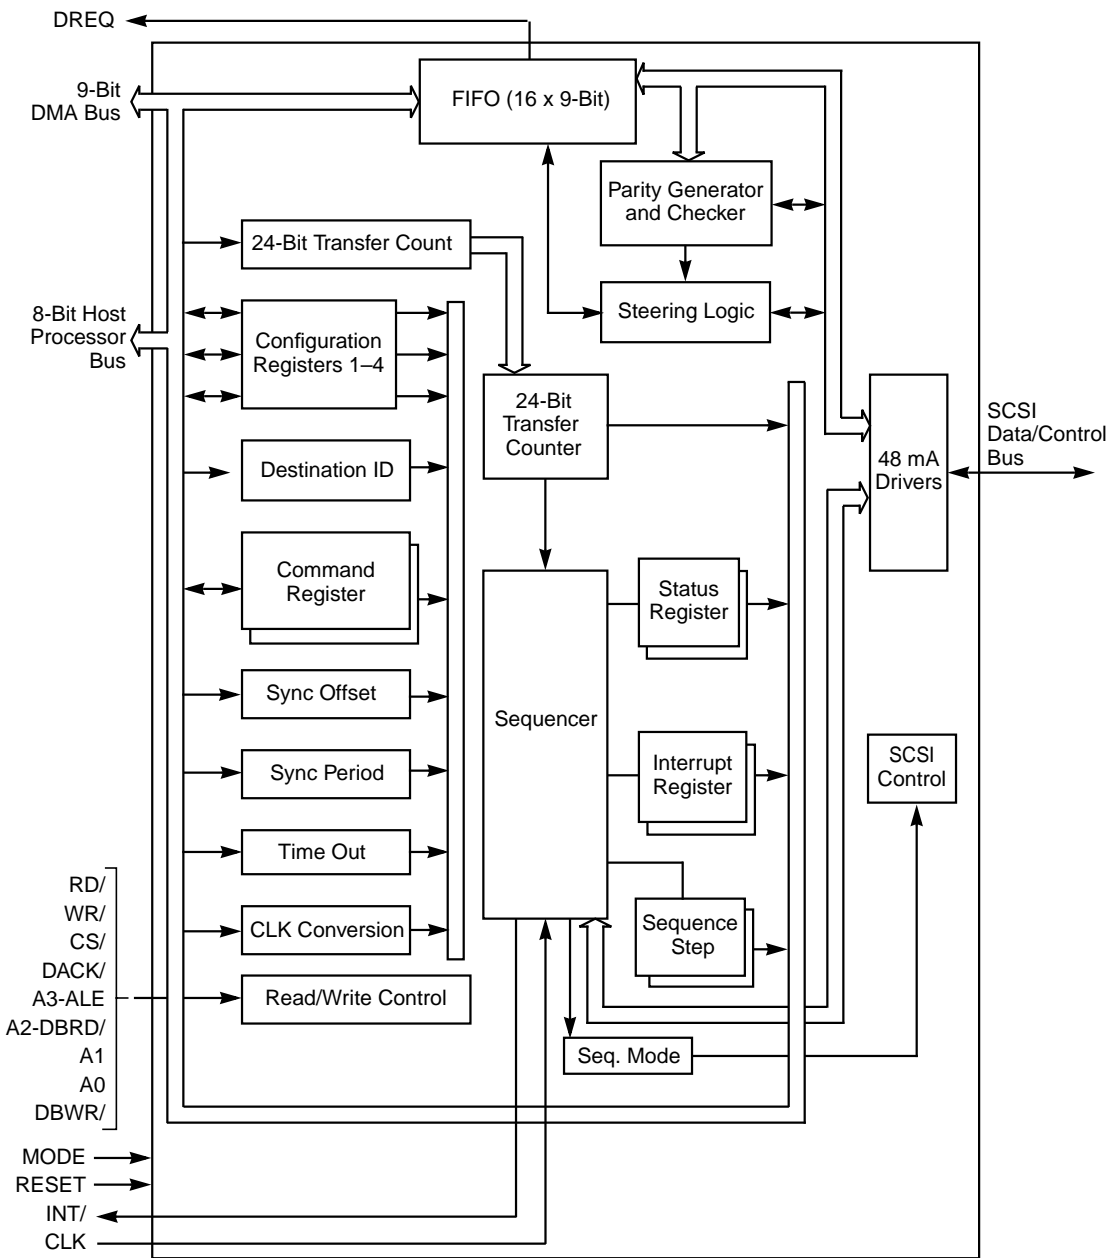 DREQ
9-Bit
DMA Bus
FIFO (16 x 9-Bit)
Parity Generator
and Checker
24-Bit Transfer Count
8-Bit Host
Processor
Bus
Configuration
Registers 1–4
Steering Logic
24-Bit
Transfer
Counter
SCSI
Data/Control
Bus
48 mA
Drivers
Destination ID
Command
Register
Status
Register
Sync Offset
Sequencer
Sync Period
Interrupt
Register
SCSI
Control
Time Out
CLK Conversion
Sequence
Step
Read/Write Control
Seq. Mode
RD/
WR/
CS/
DACK/
A3-ALE
A2-DBRD/
A1
A0
DBWR/
MODE
RESET
INT/
CLK